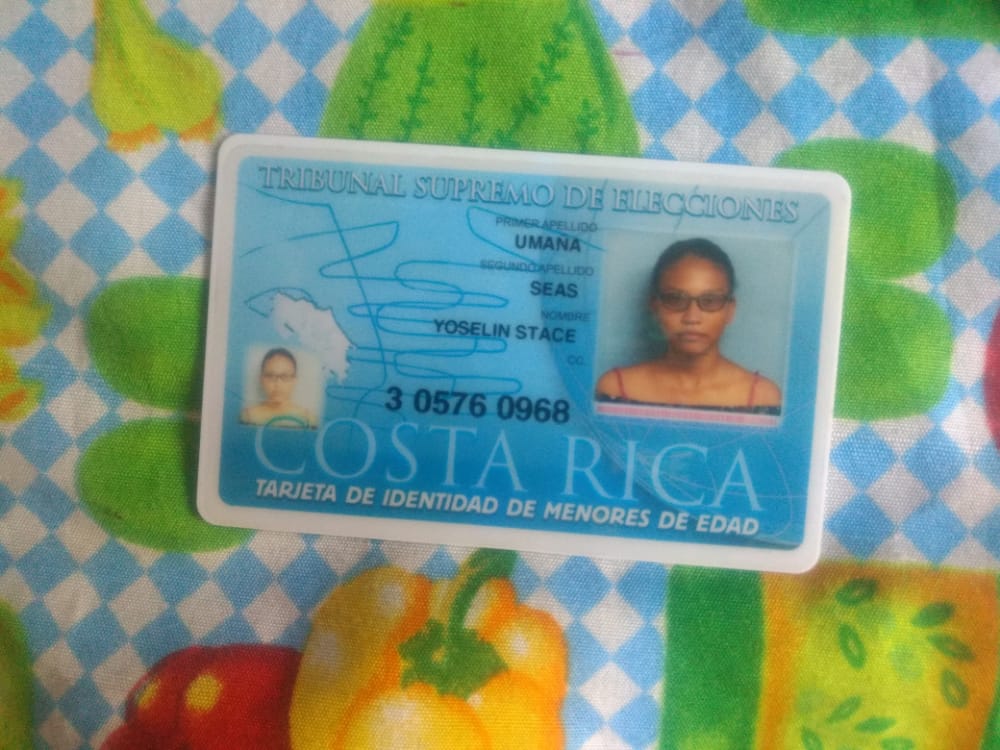 TRIBUNAL SUPREMO DE ELECCIONES
PRIMER APELLIDO
UMAÑA
SEGUNDO APELLIDO
SEAS
NOMBRE
YOSELIN STACE
CC.
3 0576 0968
COSTA RICA
TARJETA DE IDENTIDAD DE MENORES DE EDAD